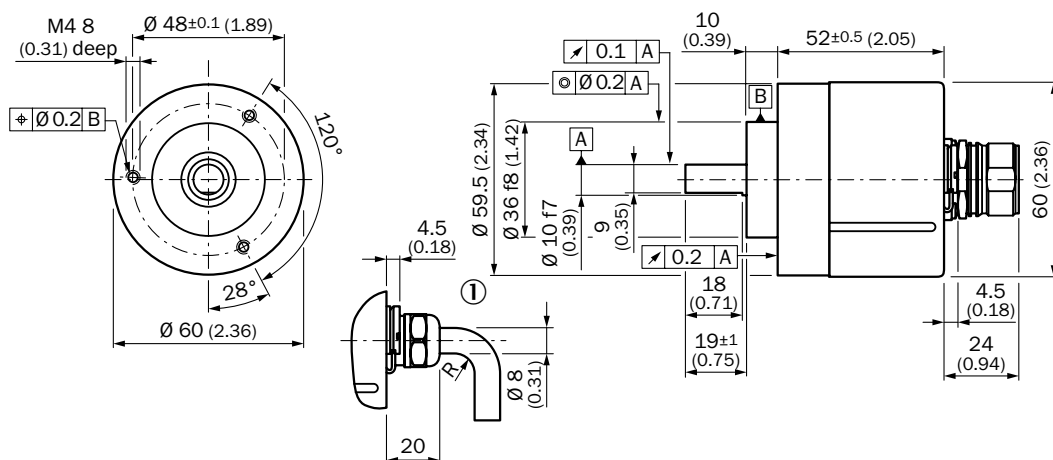 M4 8
(0.31) deep
Ø 48±0.1 (1.89)
⌖ Ø 0.2 B
120°
28°
Ø 60 (2.36)
4.5
(0.18)
①
R
Ø 8
(0.31)
20
10
(0.39)
52±0.5 (2.05)
↗ 0.1 A
◎ Ø 0.2 A
B
A
Ø 59.5 (2.34)
Ø 36 f8 (1.42)
Ø 10 f7
(0.39)
9
(0.35)
↗ 0.2 A
18
(0.71)
19±1
(0.75)
60 (2.36)
4.5
(0.18)
24
(0.94)